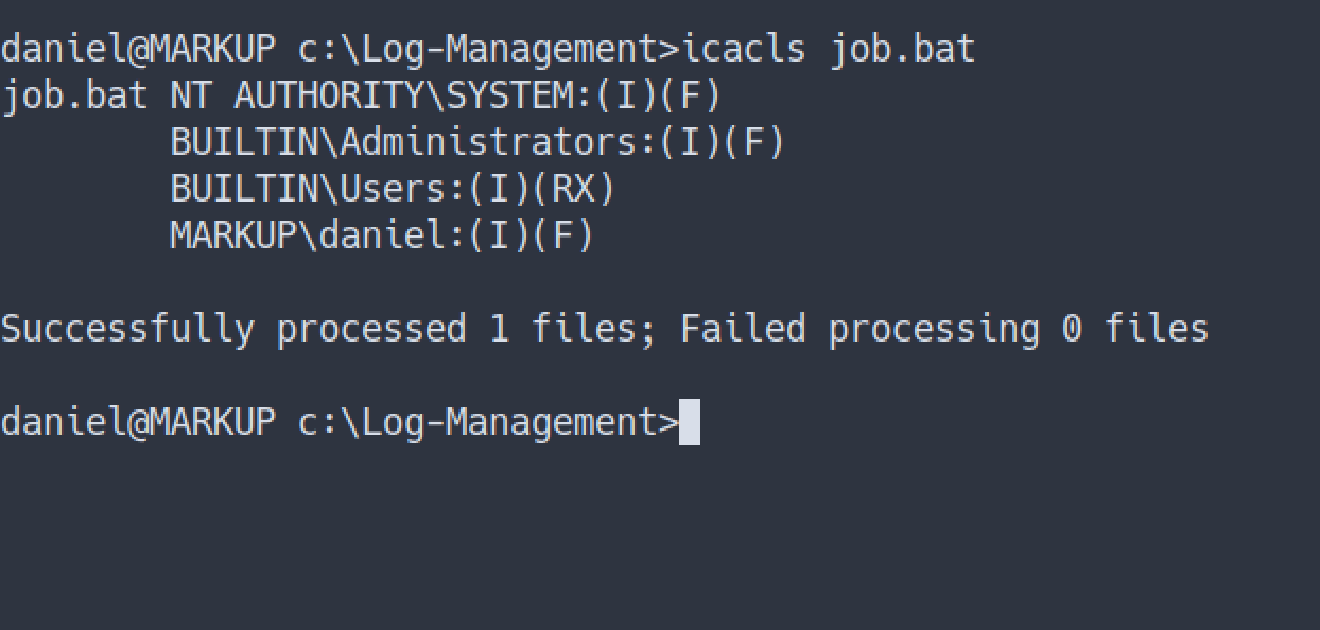 daniel@MARKUP c:\Log-Management>icacls job.bat
job.bat NT AUTHORITY\SYSTEM:(I)(F)
BUILTIN\Administrators:(I)(F)
BUILTIN\Users:(I)(RX)
MARKUP\daniel:(I)(F)
Successfully processed 1 files; Failed processing 0 files
daniel@MARKUP c:\Log-Management>